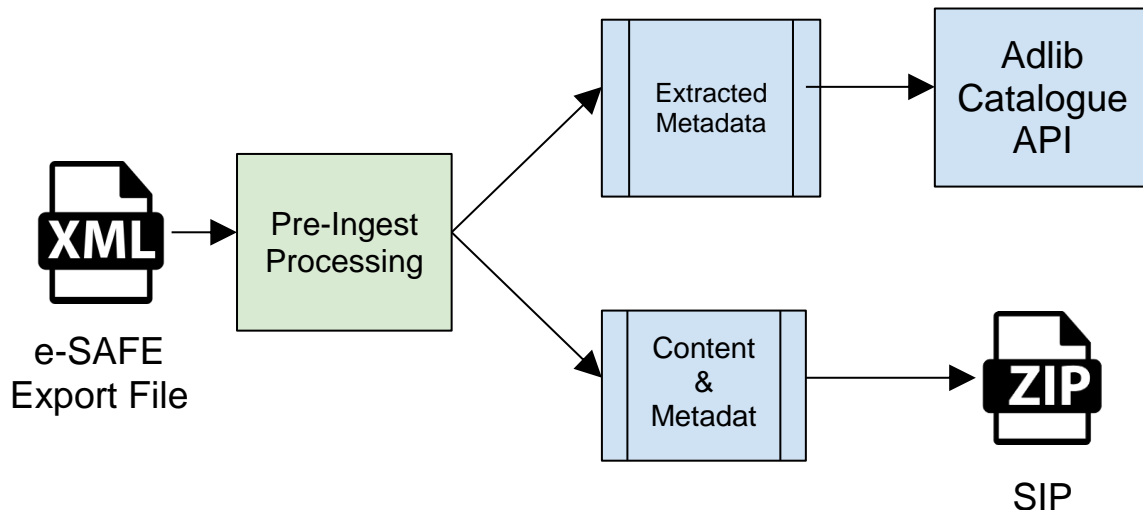 XML
e-SAFE
Export File
Pre-Ingest
Processing
Extracted
Metadata
Adlib
Catalogue
API
Content
&
Metadat
ZIP
SIP